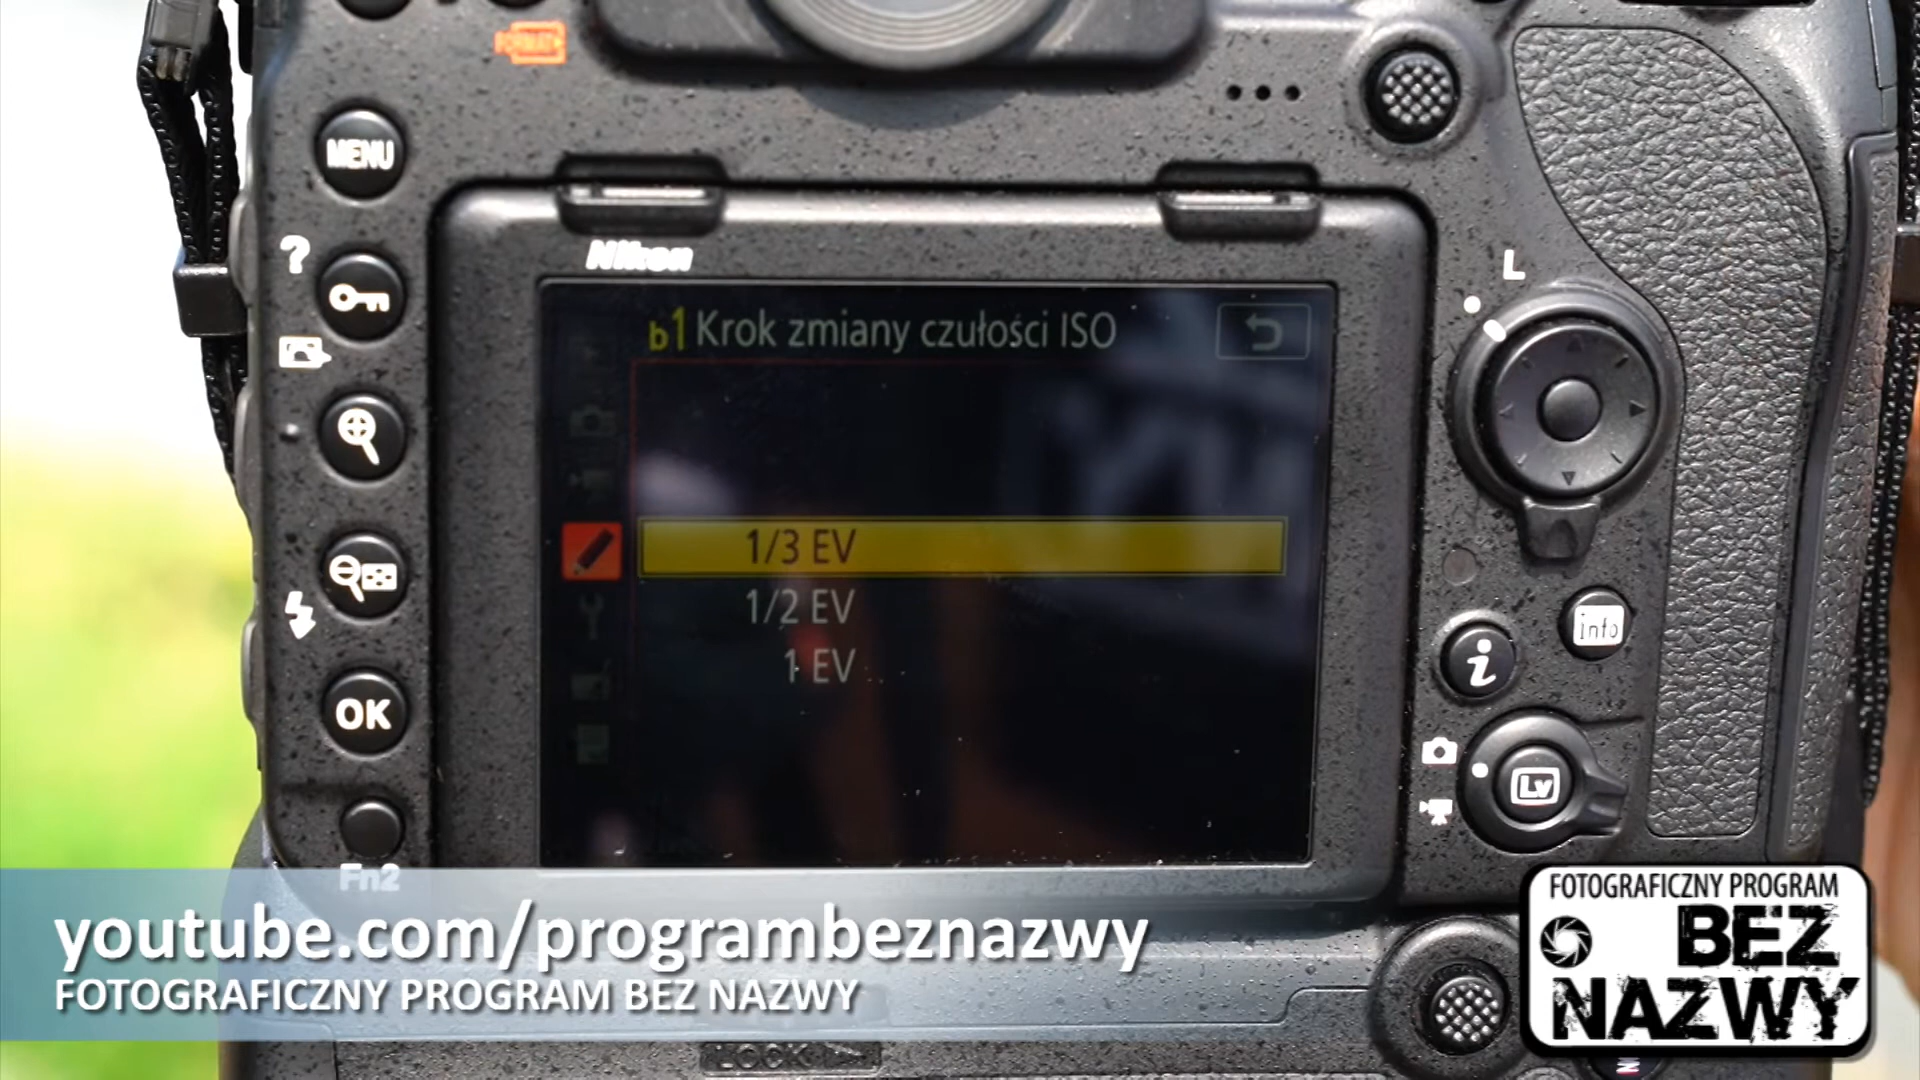 FORMAT
MENU
Nikon
?
L
b1 Krok zmiany czułości ISO
1/3 EV
1/2 EV
1 EV
Info
i
OK
Lv
Fn2
youtube.com/programbeznazwy
FOTOGRAFICZNY PROGRAM BEZ NAZWY
FOTOGRAFICZNY PROGRAM
BEZ
NAZWY
LOCK